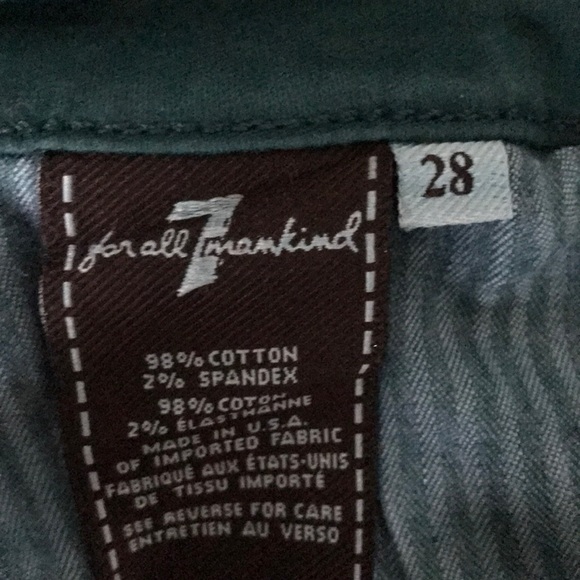 for all 7 mankind
28
98% COTTON
2% SPANDEX
98% COTON
2% ÉLASTHANNE
MADE IN U.S.A.
OF IMPORTED FABRIC
FABRIQUÉ AUX ÉTATS-UNIS
DE TISSU IMPORTÉ
SEE REVERSE FOR CARE
ENTRETIEN AU VERSO